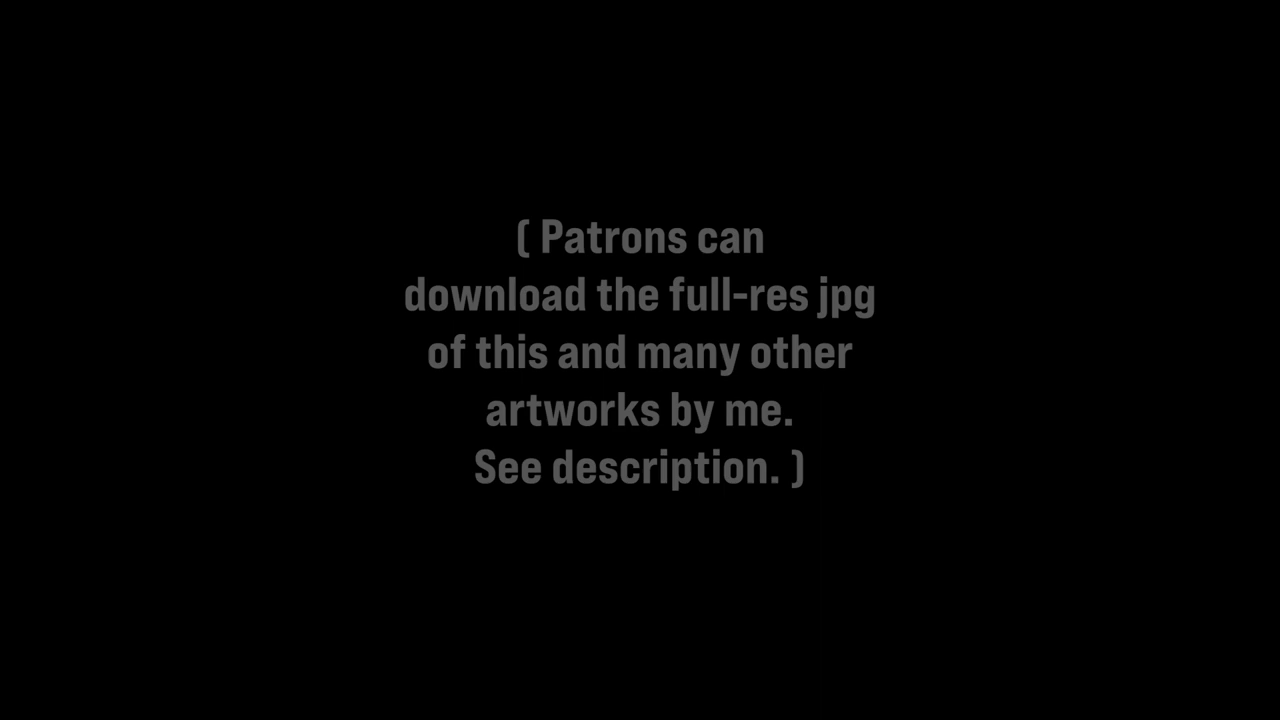 ( Patrons can
download the full-res jpg
of this and many other
artworks by me.
See description. )